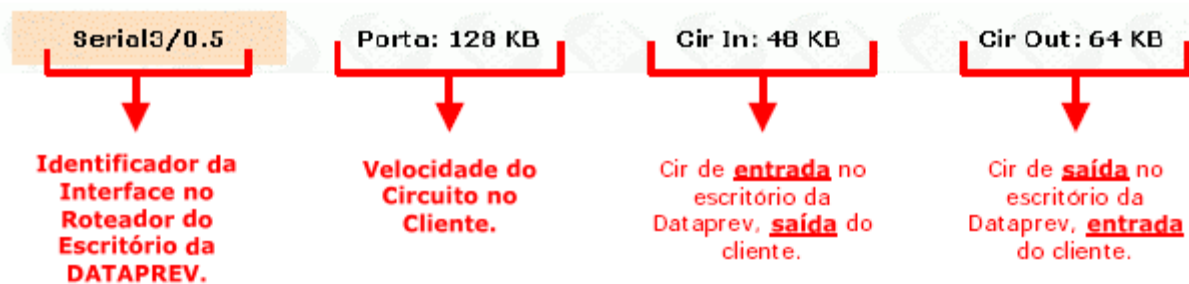 Serial3/0.5
Porta: 128 KB
Cir In: 48 KB
Cir Out: 64 KB
Identificador da
Interface no
Roteador do
Escritório da
DATAPREV.
Velocidade do
Circuito no
Cliente.
Cir de entrada no
escritório da
Dataprev, saída do
cliente.
Cir de saída no
escritório da
Dataprev, entrada
do cliente.